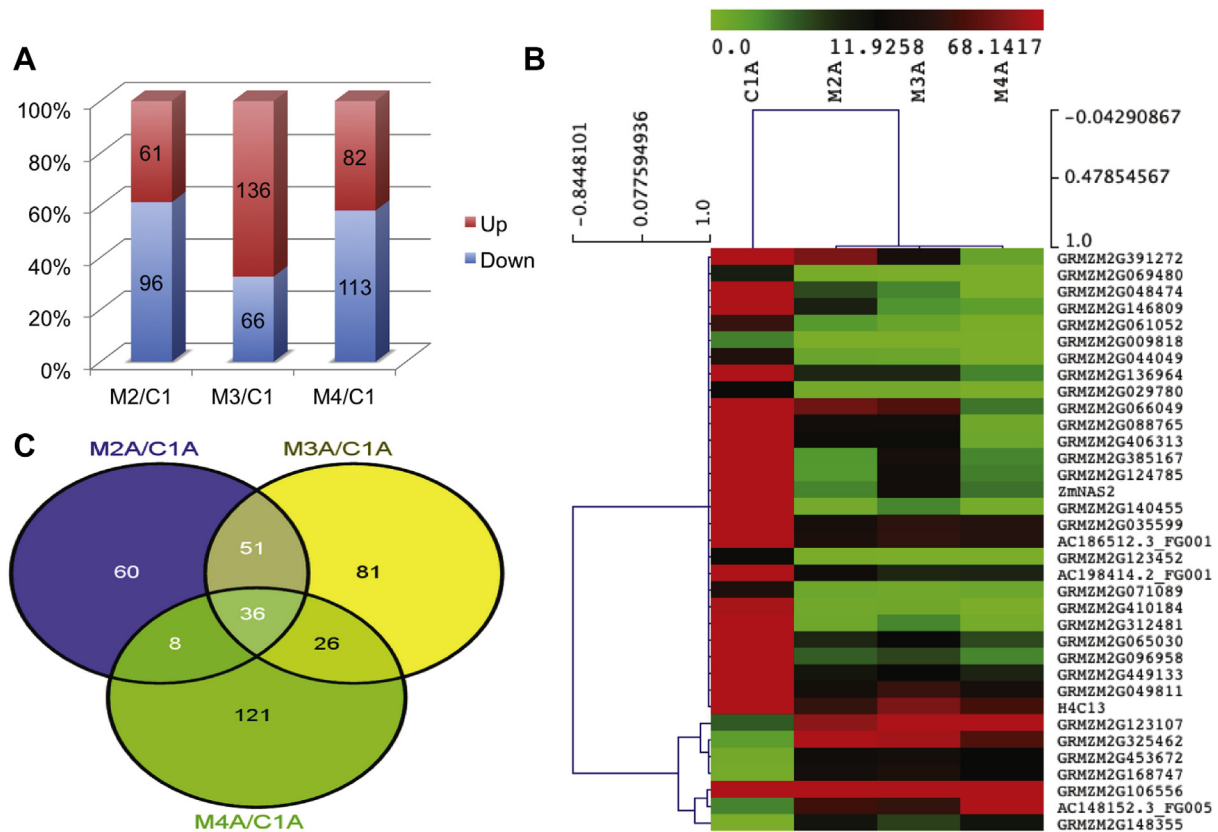 A
100%
80%
60%
40%
20%
0%
61
136
82
96
66
113
M2/C1
M3/C1
M4/C1
Up
Down
B
0.0
11.9258
68.1417
C1A
M2A
M3A
M4A
-0.8448101
0.077594936
1.0
-0.04290867
0.47854567
1.0
GRMZM2G391272
GRMZM2G069480
GRMZM2G048474
GRMZM2G146809
GRMZM2G061052
GRMZM2G009818
GRMZM2G044049
GRMZM2G136964
GRMZM2G029780
GRMZM2G066049
GRMZM2G088765
GRMZM2G406313
GRMZM2G385167
GRMZM2G124785
ZmNAS2
GRMZM2G140455
GRMZM2G035599
AC186512.3_FG001
GRMZM2G123452
AC198414.2_FG001
GRMZM2G071089
GRMZM2G410184
GRMZM2G312481
GRMZM2G065030
GRMZM2G096958
GRMZM2G449133
GRMZM2G049811
H4C13
GRMZM2G123107
GRMZM2G325462
GRMZM2G453672
GRMZM2G168747
GRMZM2G106556
AC148152.3_FG005
GRMZM2G148355
C
M2A/C1A
M3A/C1A
60
51
81
36
8
26
121
M4A/C1A